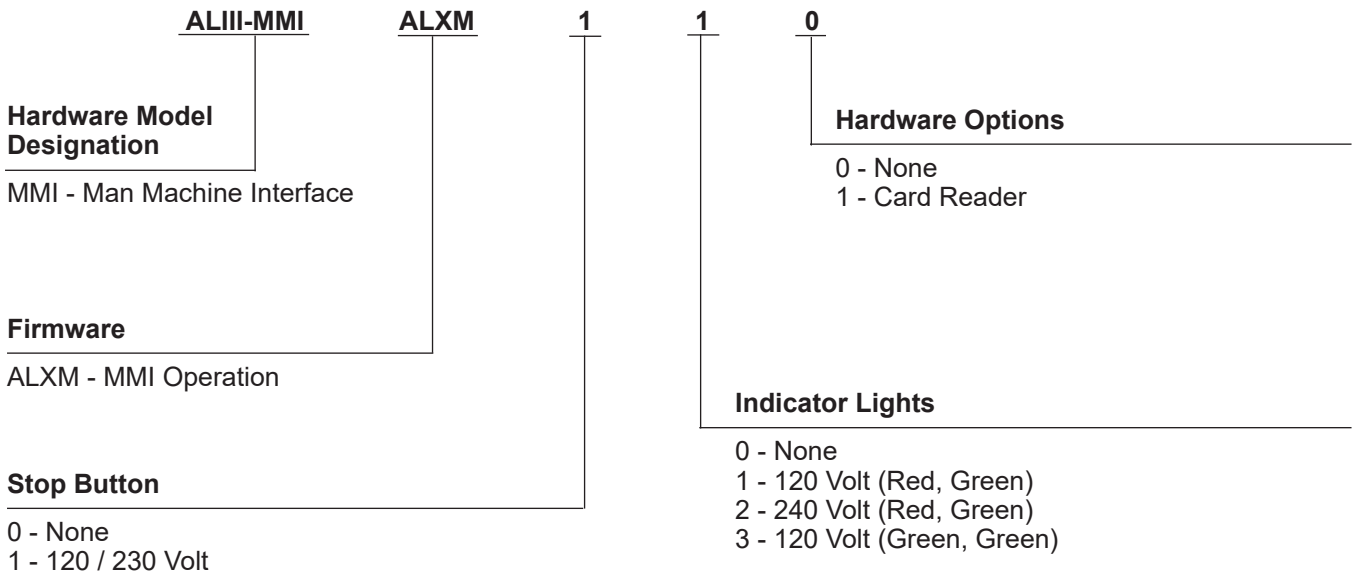 ALIII-MMI ALXM 1 1 0
Hardware Model
Designation
MMI - Man Machine Interface
Hardware Options
0 - None
1 - Card Reader
Firmware
ALXM - MMI Operation
Indicator Lights
0 - None
1 - 120 Volt (Red, Green)
2 - 240 Volt (Red, Green)
3 - 120 Volt (Green, Green)
Stop Button
0 - None
1 - 120 / 230 Volt